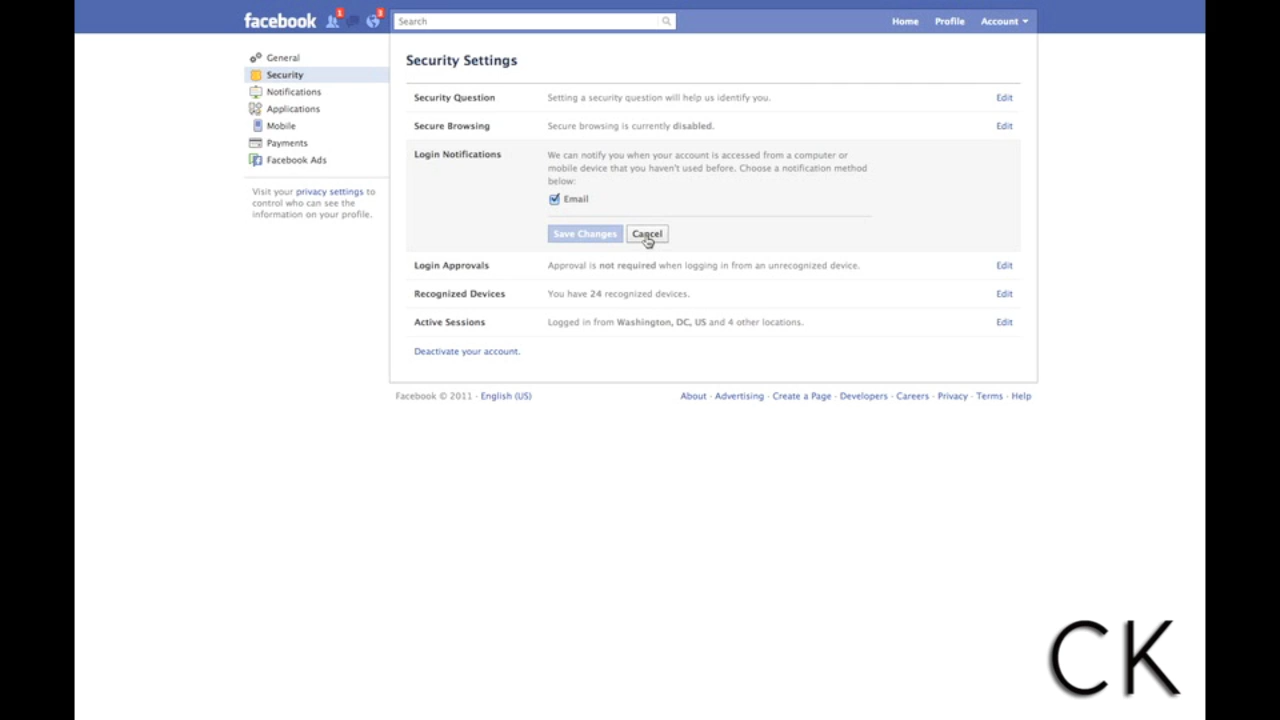 facebook 1 3 Search Home Profile Account
General
Security
Notifications
Applications
Mobile
Payments
Facebook Ads
Visit your privacy settings to
control who can see the
information on your profile.
Security Settings
Security Question Setting a security question will help us identify you. Edit
Secure Browsing Secure browsing is currently disabled. Edit
Login Notifications We can notify you when your account is accessed from a computer or
mobile device that you haven't used before. Choose a notification method
below:
Email
Save Changes Cancel
Login Approvals Approval is not required when logging in from an unrecognized device. Edit
Recognized Devices You have 24 recognized devices. Edit
Active Sessions Logged in from Washington, DC, US and 4 other locations. Edit
Deactivate your account.
Facebook © 2011 · English (US) About · Advertising · Create a Page · Developers · Careers · Privacy · Terms · Help
CK